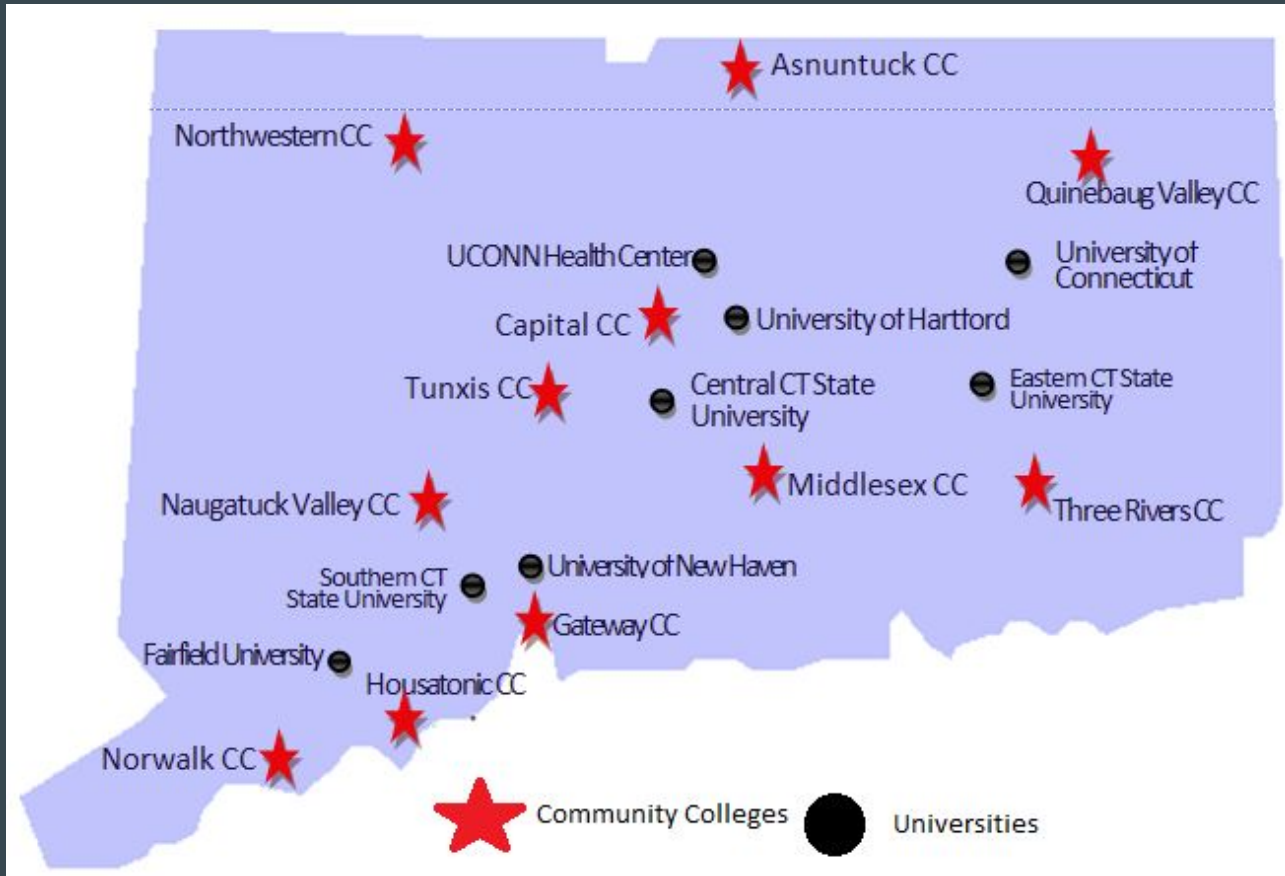 Asnuntuck CC
Northwestern CC
Quinebaug Valley CC
UCONN Health Center
University of
Connecticut
Capital CC
University of Hartford
Tunxis CC
Central CT State
University
Eastern CT State
University
Middlesex CC
Naugatuck Valley CC
Three Rivers CC
University of New Haven
Southern CT
State University
Gateway CC
Fairfield University
Housatonic CC
Norwalk CC
Community Colleges
Universities